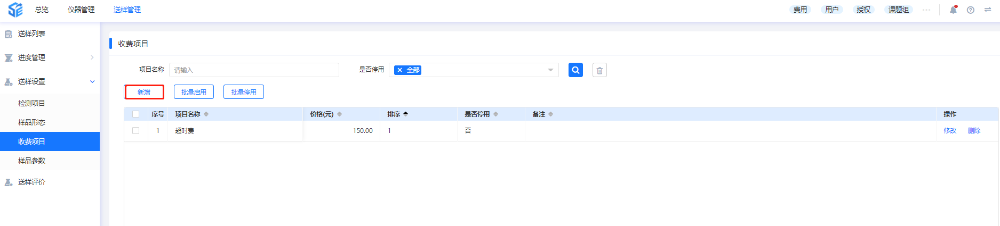 总览 仪器管理 送样管理 费用 用户 授权 课题组
送样列表
进度管理
送样设置
检测项目
样品形态
收费项目
样品参数
送样评价
收费项目
项目名称 请输入 是否停用 × 全部
新增 批量启用 批量停用
序号 项目名称 价格(元) 排序 是否停用 备注 操作
1 超时费 150.00 1 否 修改 删除